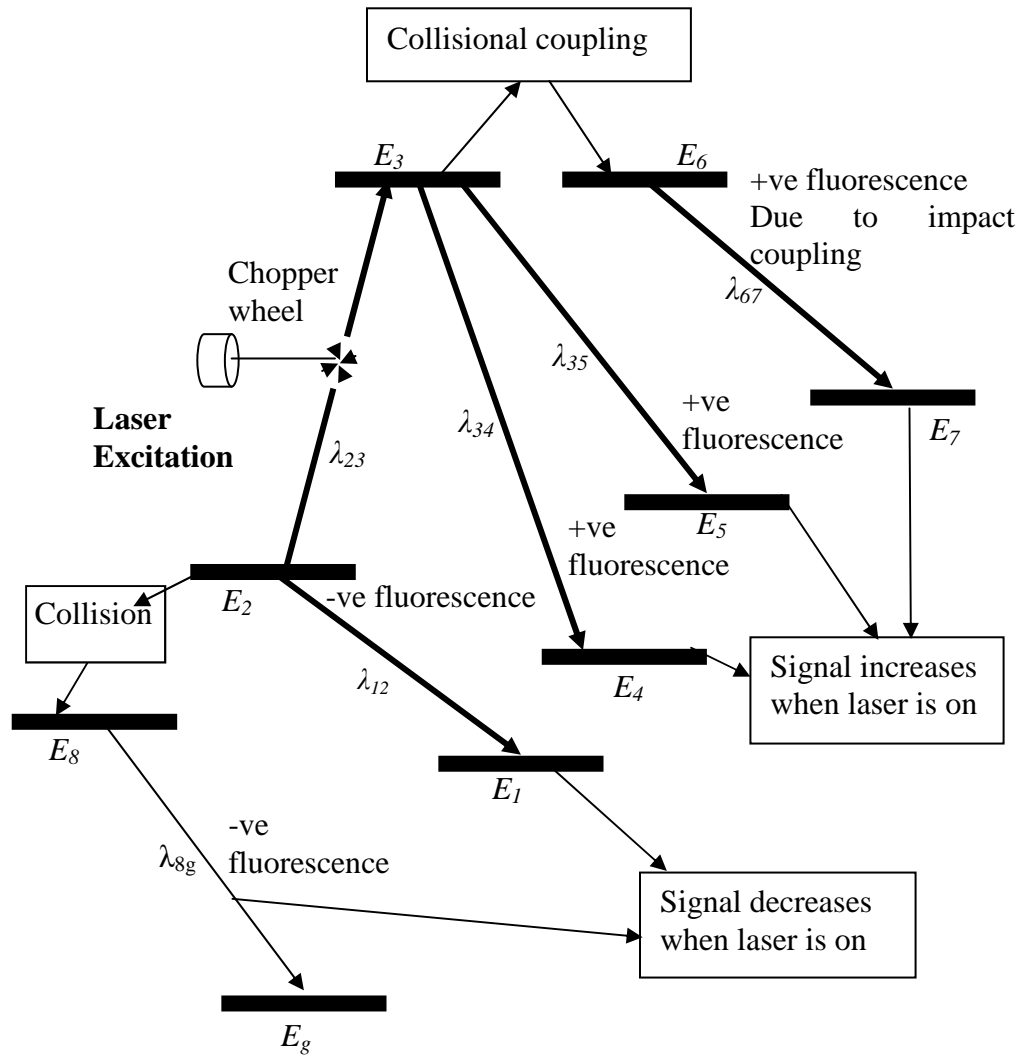 Collisional coupling
E3
E6
+ve fluorescence
Due to impact
coupling
λ67
Chopper
wheel
λ35
Laser
Excitation
λ34
+ve
fluorescence
E7
λ23
E5
+ve
fluorescence
E2
-ve fluorescence
Collision
λ12
E4
Signal increases
when laser is on
E8
E1
-ve
fluorescence
λ8g
Signal decreases
when laser is on
Eg